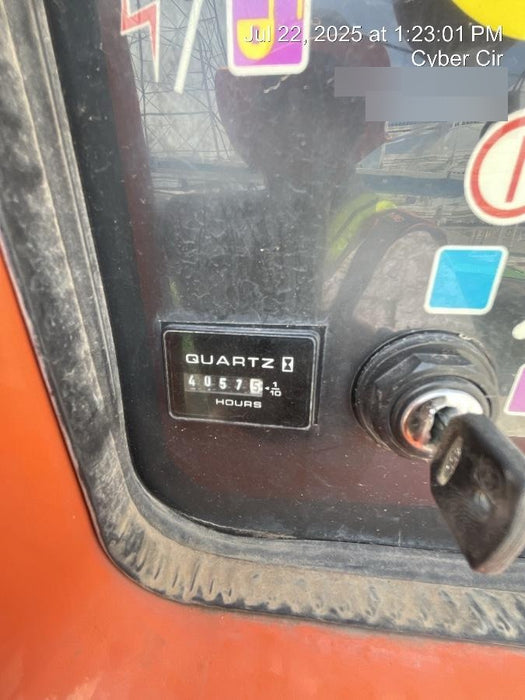 Jul 22, 2025 at 1:23:01 PM
Cyber Cir
QUARTZ
40575 1/10
HOURS